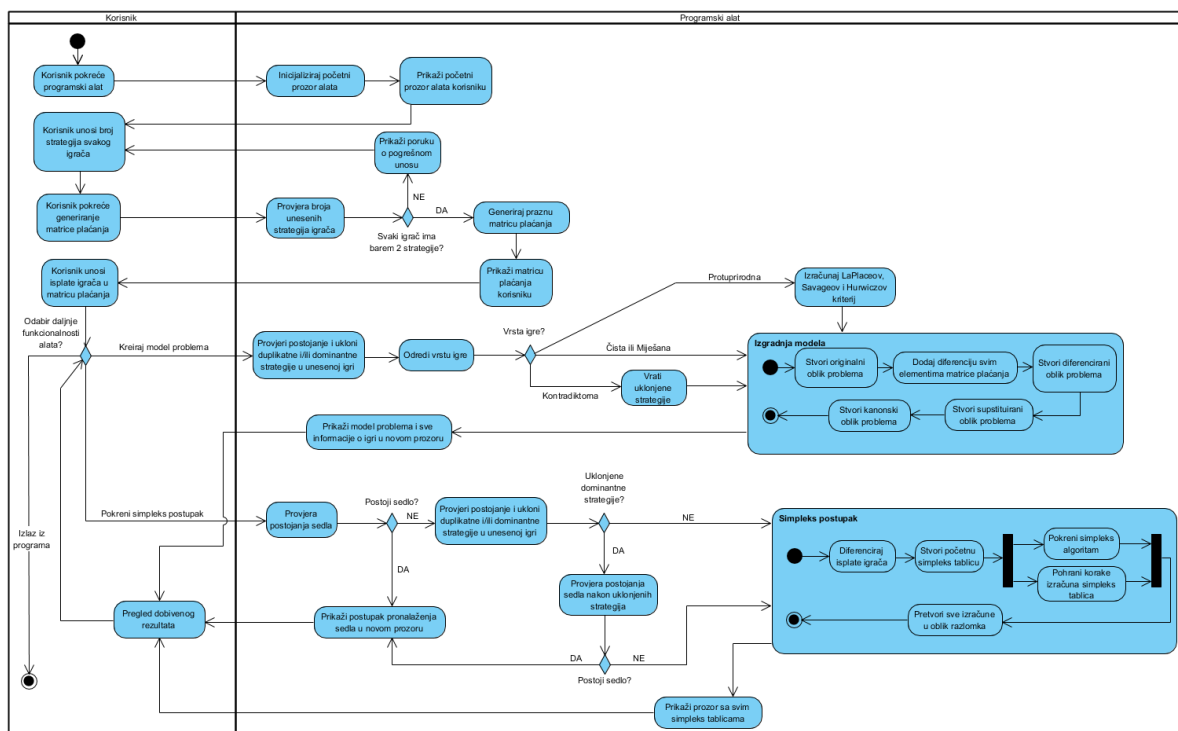 Korisnik
Programski alat
Korisnik pokreće
programski alat
Inicijaliziraj početni
prozor alata
Prikaži početni
prozor alata korisniku
Korisnik unosi broj
strategija svakog
igrača
Prikaži poruku
o pogrešnom
unosu
NE
Korisnik pokreće
generiranje
matrice plaćanja
Provjera broja
unesenih
strategija igrača
DA
Svaki igrač ima
barem 2 strategije?
Generiraj praznu
matricu plaćanja
Korisnik unosi
isplate igrača u
matricu plaćanja
Prikaži matricu
plaćanja
korisniku
Protuprirodna
Izračunaj LaPlaceov,
Savageov i Hurwiczov
kriterij
Odabir daljnje
funkcionalnosti
alata?
Kreiraj model problema
Provjeri postojanje i ukloni
duplikatne i/ili dominantne
strategije u unesenoj igri
Odredi vrstu igre
Vrsta igre?
Čista ili Miješana
Kontradiktorna
Vrati
uklonjene
strategije
Izgradnja modela
Stvori originalni
oblik problema
Dodaj diferenciju svim
elementima matrice plaćanja
Stvori diferencirani
oblik problema
Stvori kanonski
oblik problema
Stvori supstituirani
oblik problema
Prikaži model problema i sve
informacije o igri u novom prozoru
Pokreni simpleks postupak
Provjera
postojanja sedla
Postoji sedlo?
NE
Provjeri postojanje i ukloni
duplikatne i/ili dominantne
strategije u unesenoj igri
Uklonjene
dominantne
strategije?
NE
DA
DA
Izlaz iz
programa
Provjera postojanja
sedla nakon uklonjenih
strategija
Simpleks postupak
Diferenciraj
isplate igrača
Stvori početnu
simpleks tablicu
Pokreni simpleks
algoritam
Pohrani korake
izračuna simpleks
tablica
Pretvori sve izračune
u oblik razlomka
Pregled dobivenog
rezultata
Prikaži postupak pronalaženja
sedla u novom prozoru
DA
NE
Postoji sedlo?
Prikaži prozor sa svim
simpleks tablicama